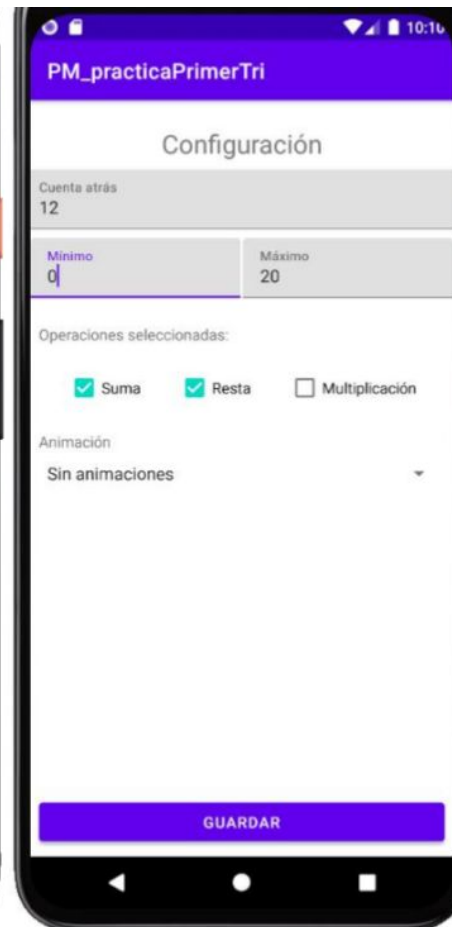 10:10
PM_practicaPrimerTri
Configuración
Cuenta atrás
12
Mínimo Máximo
0 20
Operaciones seleccionadas:
Suma Resta Multiplicación
Animación
Sin animaciones
GUARDAR